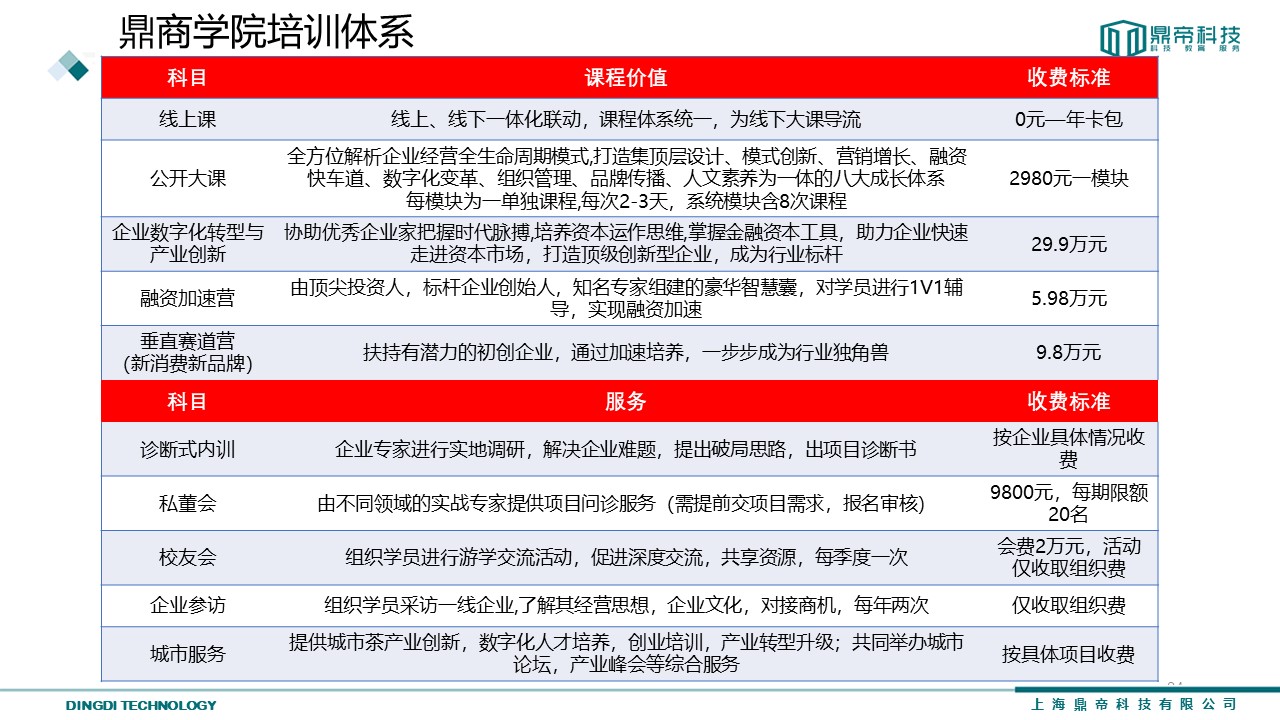 鼎商学院培训体系
鼎帝科技
科技 教育 服务
科目 课程价值 收费标准
线上课 线上、线下一体化联动，课程体系统一，为线下大课导流 0元—年卡包
公开大课
全方位解析企业经营全生命周期模式,打造集顶层设计、模式创新、营销增长、融资
快车道、数字化变革、组织管理、品牌传播、人文素养为一体的八大成长体系
每模块为一单独课程,每次2-3天，系统模块含8次课程
2980元一模块
企业数字化转型与
产业创新
协助优秀企业家把握时代脉搏,培养资本运作思维,掌握金融资本工具，助力企业快速
走进资本市场，打造顶级创新型企业，成为行业标杆
29.9万元
融资加速营
由顶尖投资人，标杆企业创始人，知名专家组建的豪华智慧囊，对学员进行1V1辅
导，实现融资加速
5.98万元
垂直赛道营
（新消费新品牌）
扶持有潜力的初创企业，通过加速培养，一步步成为行业独角兽
9.8万元
科目 服务 收费标准
诊断式内训
企业专家进行实地调研，解决企业难题，提出破局思路，出项目诊断书
按企业具体情况收
费
私董会
由不同领域的实战专家提供项目问诊服务（需提前交项目需求，报名审核）
9800元，每期限额
20名
校友会
组织学员进行游学交流活动，促进深度交流，共享资源，每季度一次
会费2万元，活动
仅收取组织费
企业参访 组织学员采访一线企业,了解其经营思想，企业文化，对接商机，每年两次 仅收取组织费
城市服务
提供城市茶产业创新，数字化人才培养，创业培训，产业转型升级；共同举办城市
论坛，产业峰会等综合服务
按具体项目收费
DINGDI TECHNOLOGY
上海鼎帝科技有限公司